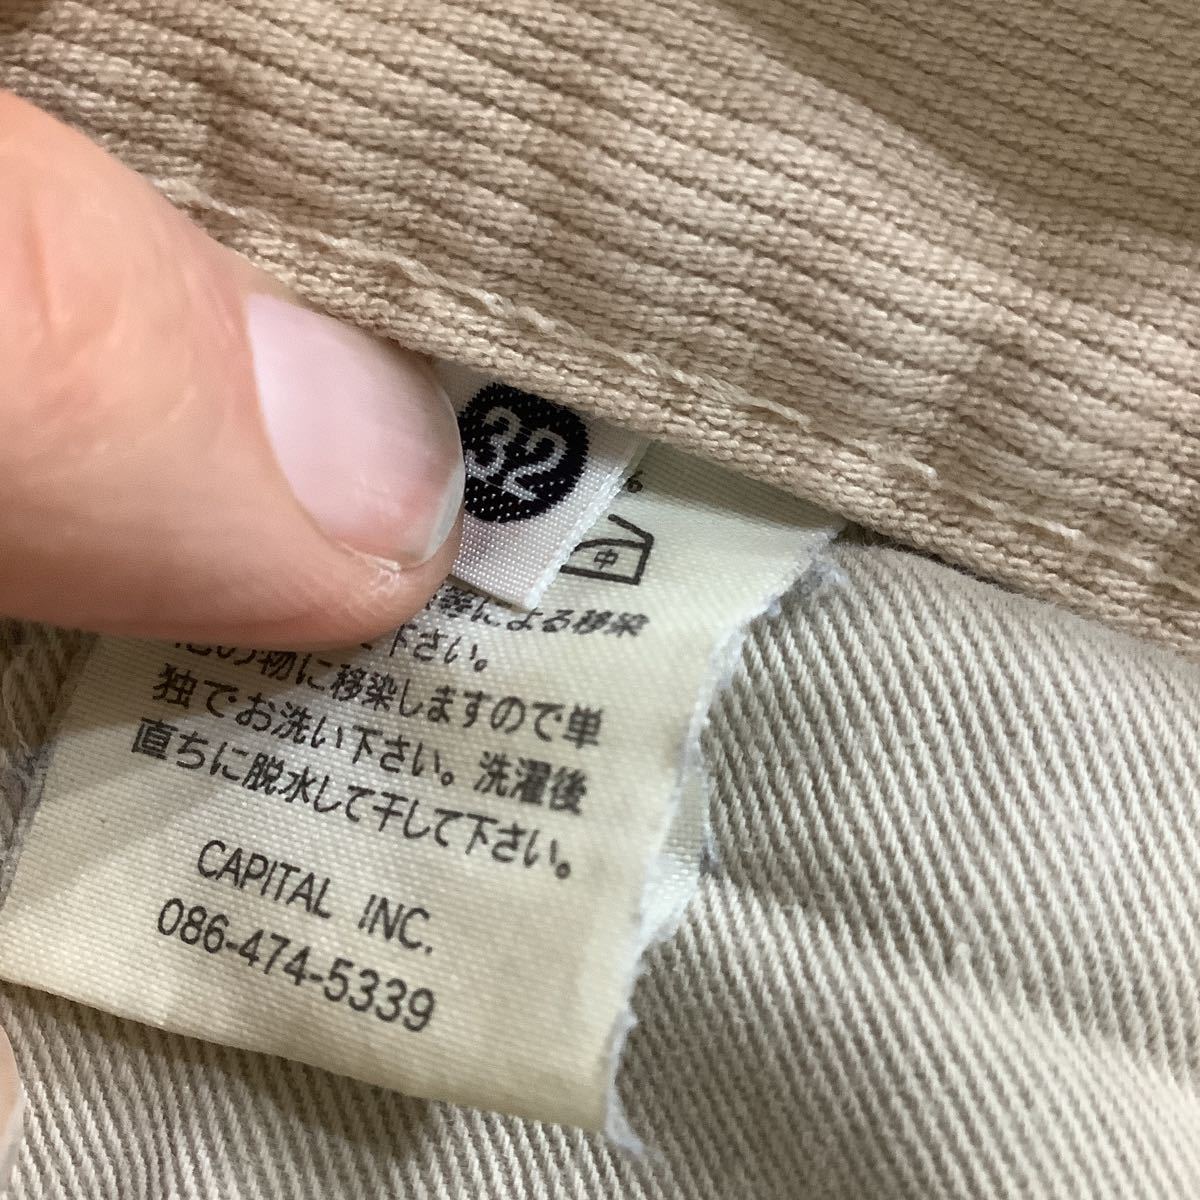 32
%
中
等による移染
下さい。
の物に移染しますので単
独でお洗い下さい。洗濯後
直ちに脱水して干して下さい。
CAPITAL INC.
086-474-5339